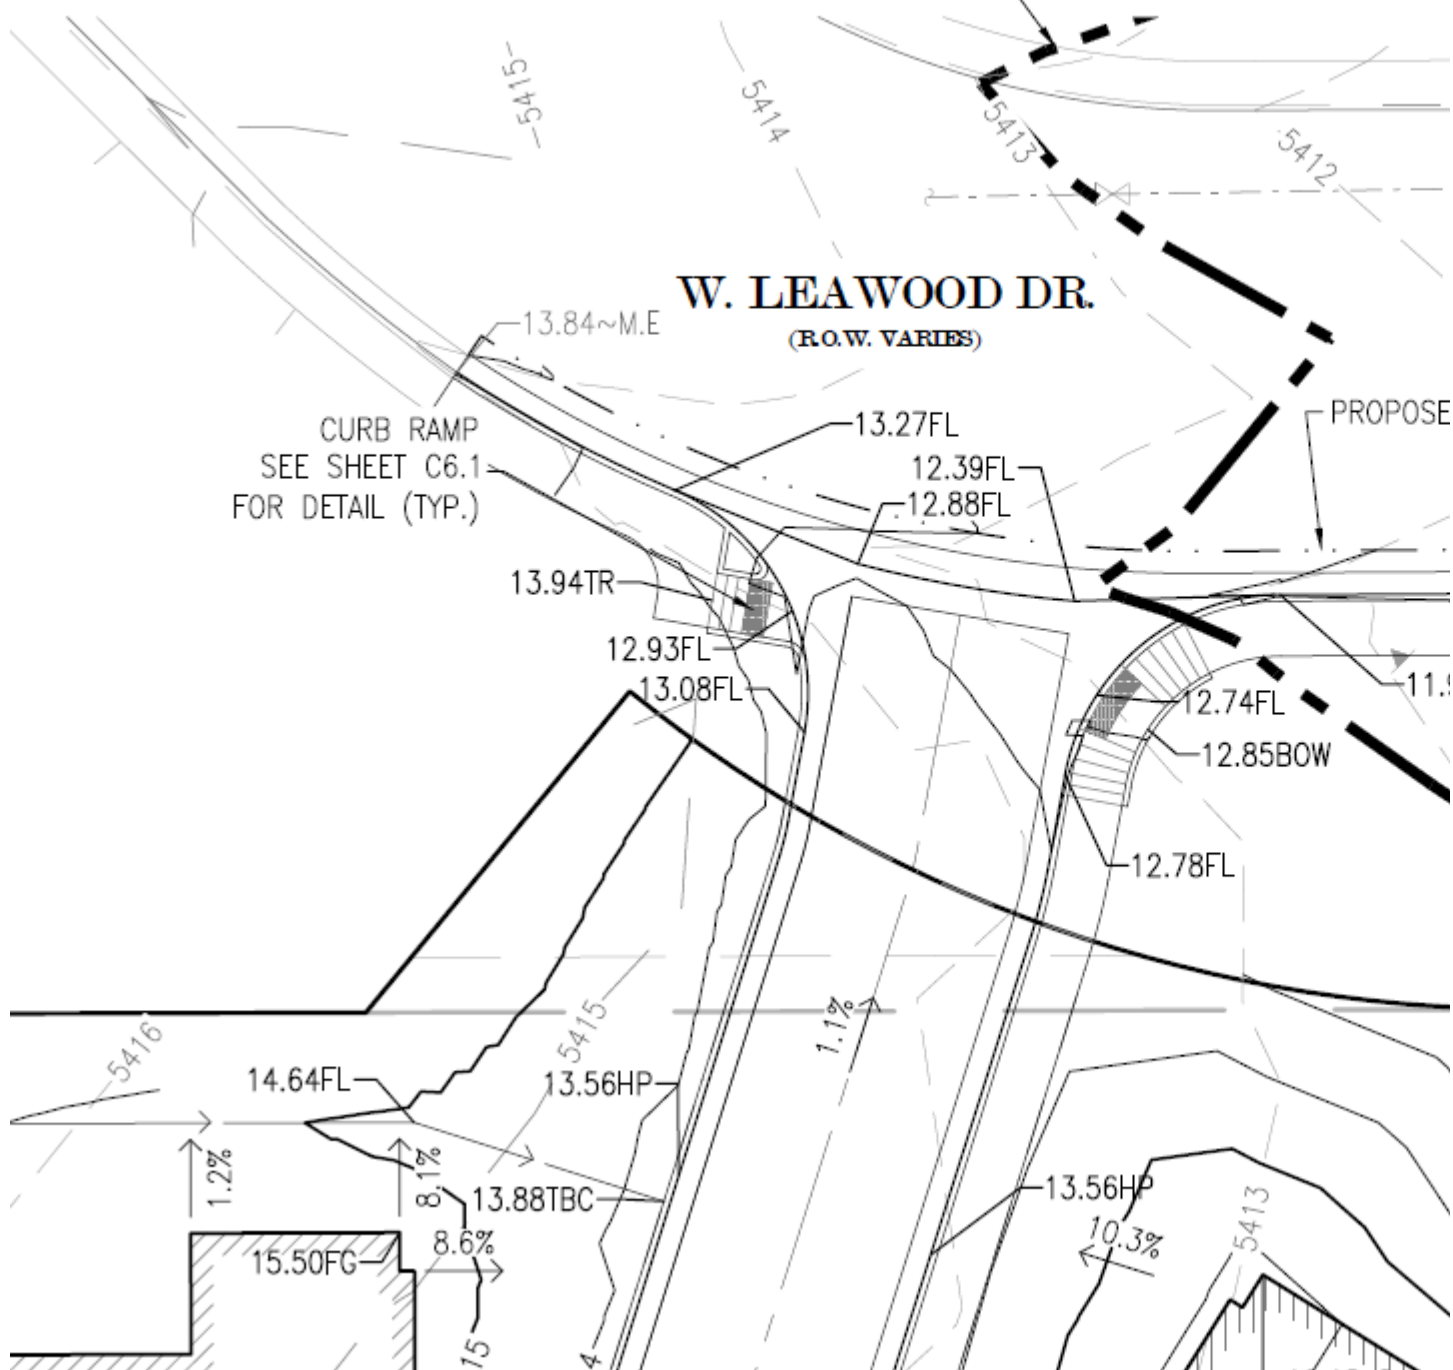 -5415-
5414
5413
5412
W. LEAWOOD DR.
(R.O.W. VARIES)
13.84~M.E
CURB RAMP
SEE SHEET C6.1
FOR DETAIL (TYP.)
13.27FL
12.39FL
12.88FL
PROPOSE
13.94TR
12.93FL
13.08FL
11.9
12.74FL
12.85BOW
12.78FL
1.1%
5416
5415
14.64FL
13.56HP
1.2%
8.1%
13.88TBC
13.56HP
8.6%
15.50FG
10.3%
5413
15
4